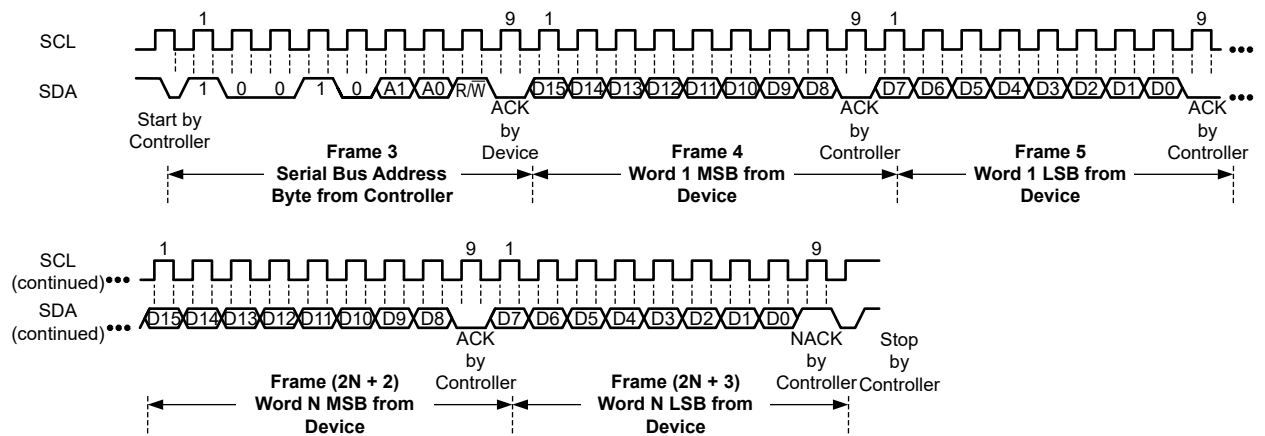 1 9 1 9 1 9
SCL
SDA 1 0 0 1 0 A1 A0 R/W D15 D14 D13 D12 D11 D10 D9 D8 D7 D6 D5 D4 D3 D2 D1 D0
Start by
Controller
ACK
by
Device
ACK
by
Controller
ACK
by
Controller
Frame 3
Serial Bus Address
Byte from Controller
Frame 4
Word 1 MSB from
Device
Frame 5
Word 1 LSB from
Device
1 9 1 9
SCL
(continued)
SDA
(continued)
D15 D14 D13 D12 D11 D10 D9 D8 D7 D6 D5 D4 D3 D2 D1 D0
ACK
by
Controller
NACK
by
Controller
Stop
by
Controller
Frame (2N + 2)
Word N MSB from
Device
Frame (2N + 3)
Word N LSB from
Device